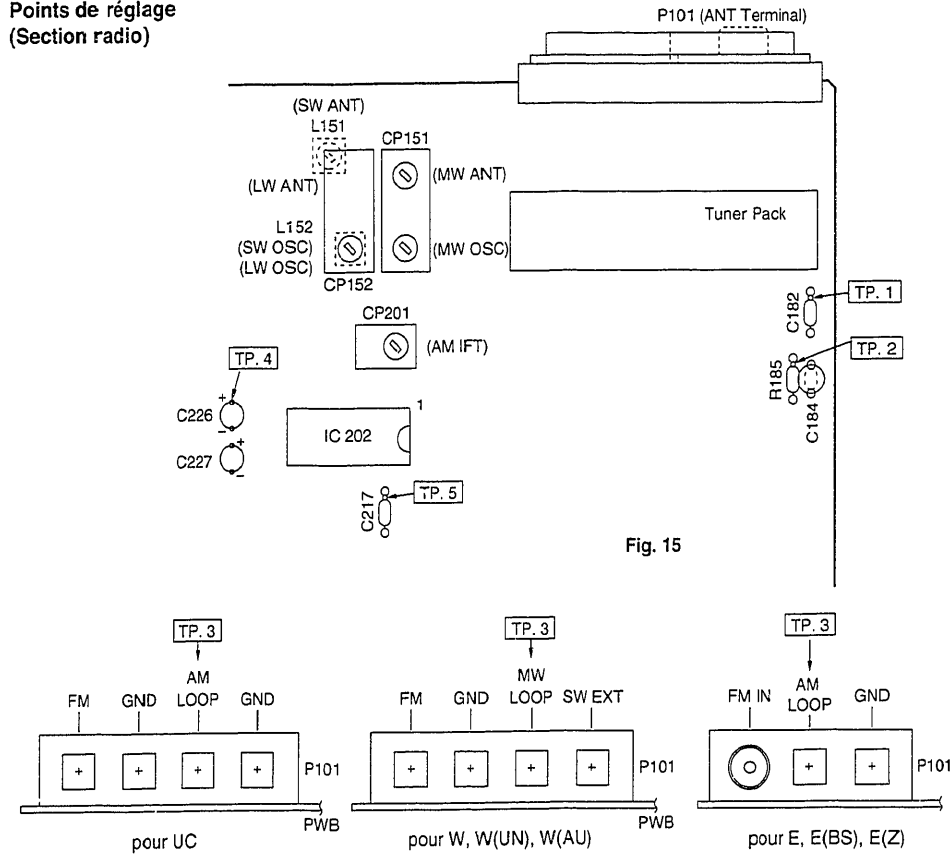 Points de réglage
(Section radio)
P101 (ANT Terminal)
(SW ANT)
L151
CP151
(LW ANT)
(MW ANT)
L152
(SW OSC)
(LW OSC)
(MW OSC)
CP152
Tuner Pack
CP201
(AM IFT)
C182
TP. 1
TP. 2
R185
C184
TP. 4
+
C226
-
+
C227
-
1
IC 202
C217
TP. 5
Fig. 15
TP. 3
FM GND AM LOOP GND
+ + + +
P101
PWB
pour UC
TP. 3
FM GND MW LOOP SW EXT
+ + + +
P101
PWB
pour W, W(UN), W(AU)
TP. 3
FM IN AM LOOP GND
+ +
P101
pour E, E(BS), E(Z)